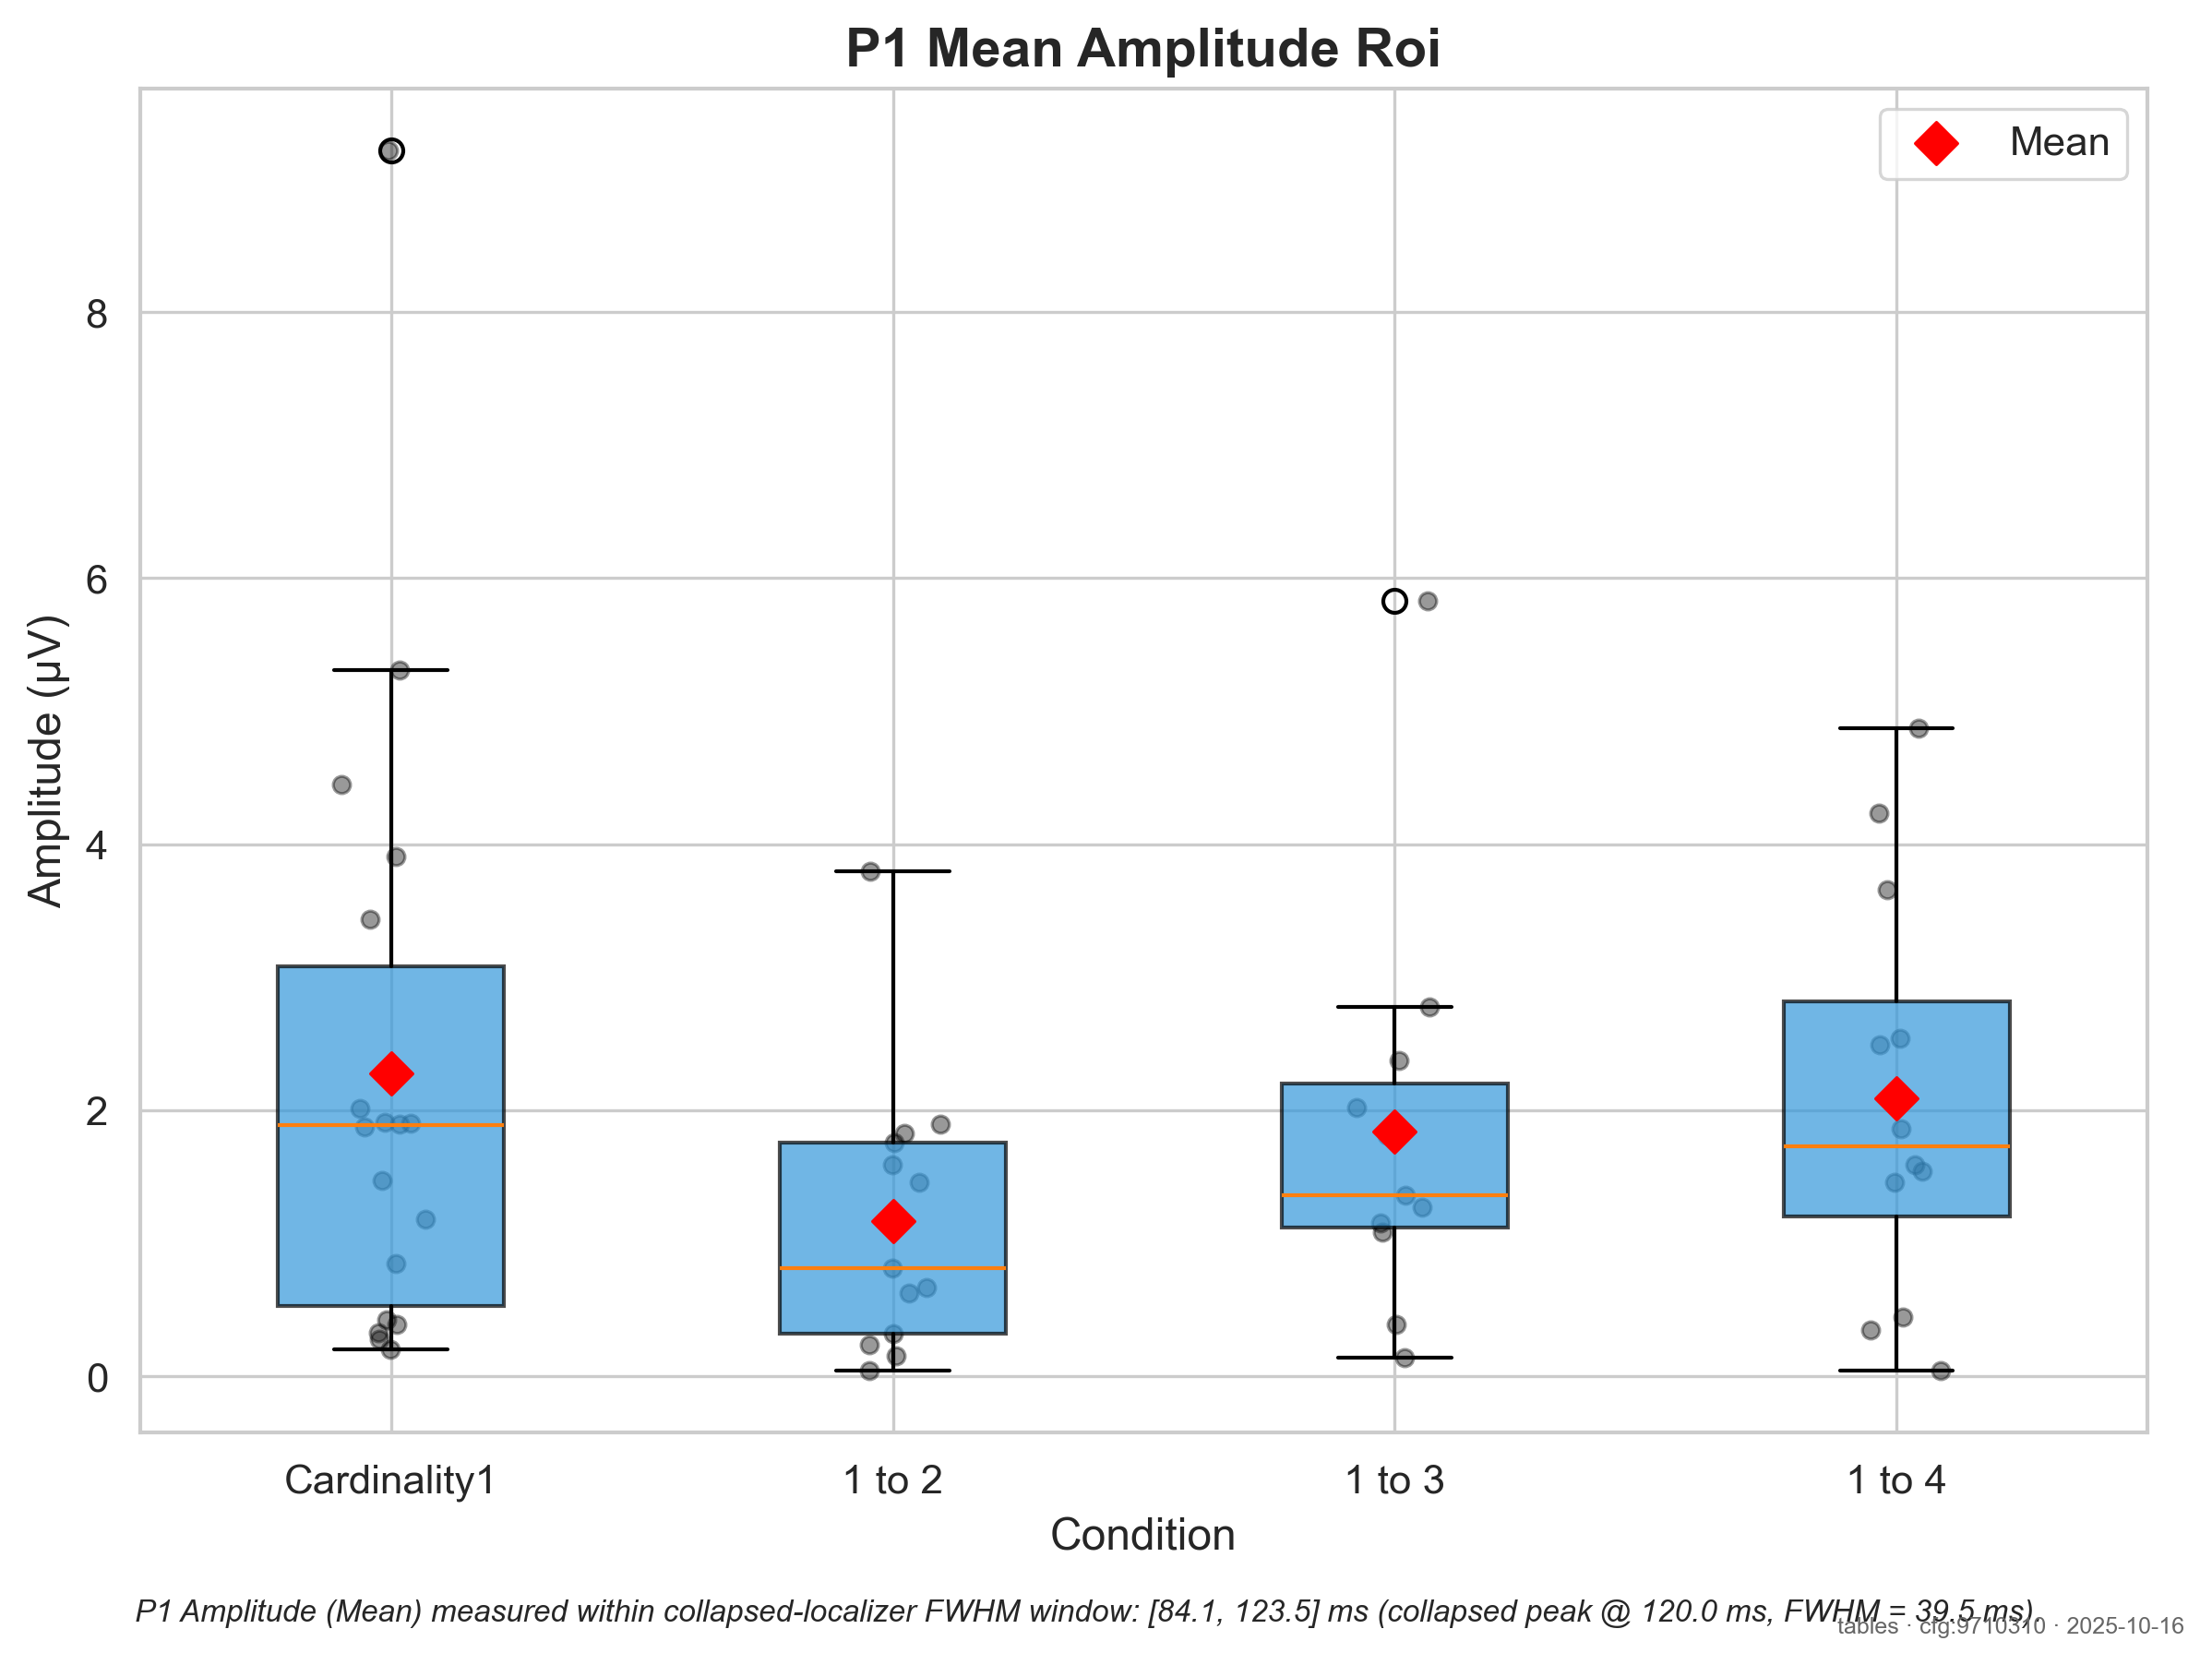 P1 Mean Amplitude Roi
Mean
Amplitude (µV)
8
6
4
2
0
Cardinality1 1 to 2 1 to 3 1 to 4
Condition
P1 Amplitude (Mean) measured within collapsed-localizer FWHM window: [84.1, 123.5] ms (collapsed peak @ 120.0 ms, FWHM = 39.5 ms).
tables · cfg:9710310 · 2025-10-16